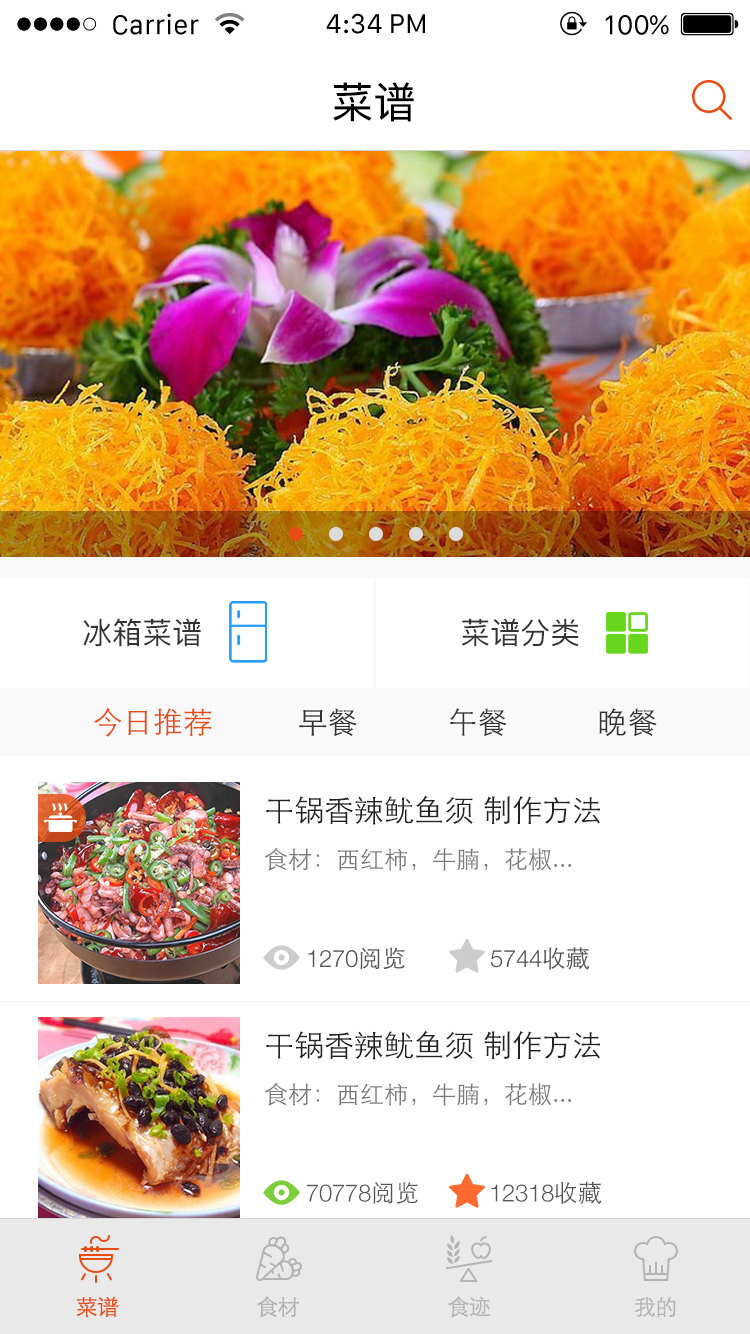 Carrier 4:34 PM 100%
菜谱
冰箱菜谱 菜谱分类
今日推荐 早餐 午餐 晚餐
干锅香辣鱿鱼须 制作方法
食材：西红柿，牛腩，花椒...
1270阅览 5744收藏
干锅香辣鱿鱼须 制作方法
食材：西红柿，牛腩，花椒...
70778阅览 12318收藏
菜谱 食材 食迹 我的